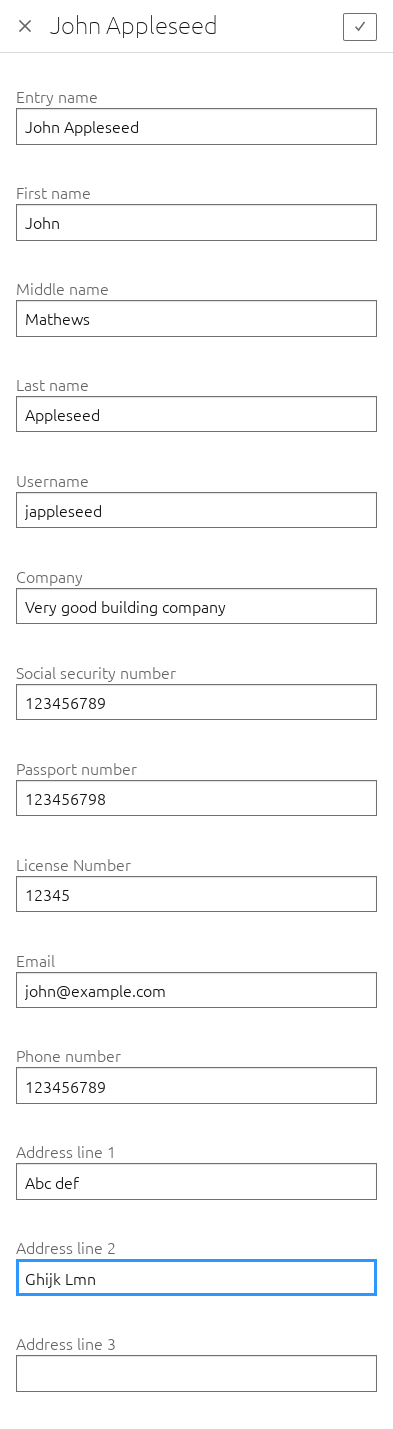 John Appleseed
Entry name
John Appleseed
First name
John
Middle name
Mathews
Last name
Appleseed
Username
jappleseed
Company
Very good building company
Social security number
123456789
Passport number
123456798
License Number
12345
Email
john@example.com
Phone number
123456789
Address line 1
Abc def
Address line 2
Ghijk Lmn
Address line 3